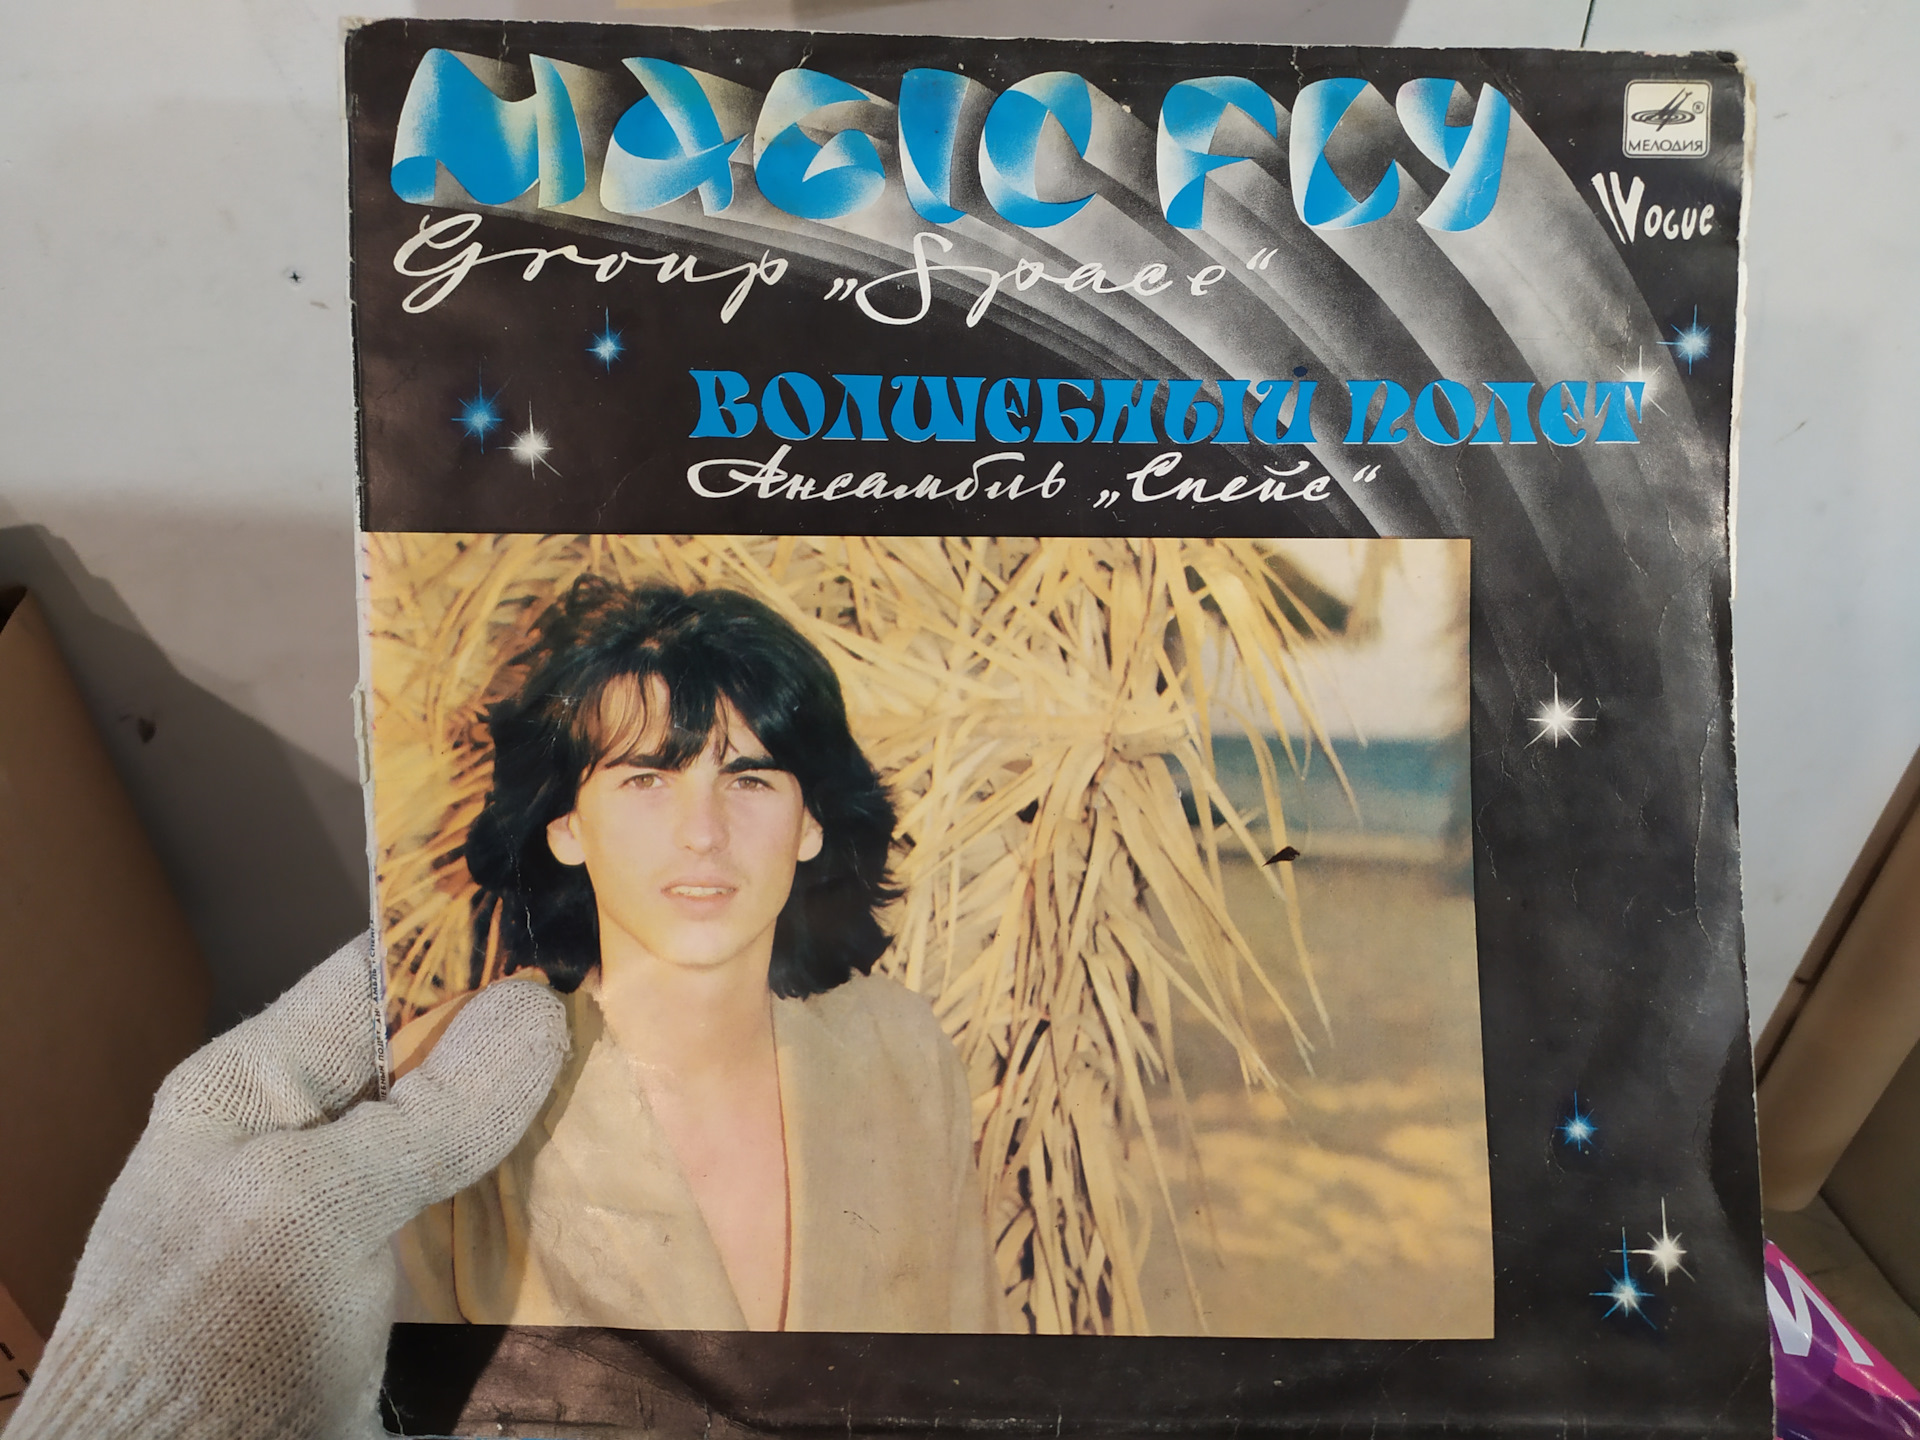 MAGIC FLY
МЕЛОДИЯ
VOGUE
Group „Space“
ВОЛШЕБНЫЙ ПОЛЕТ
Ансамбль „Спейс“